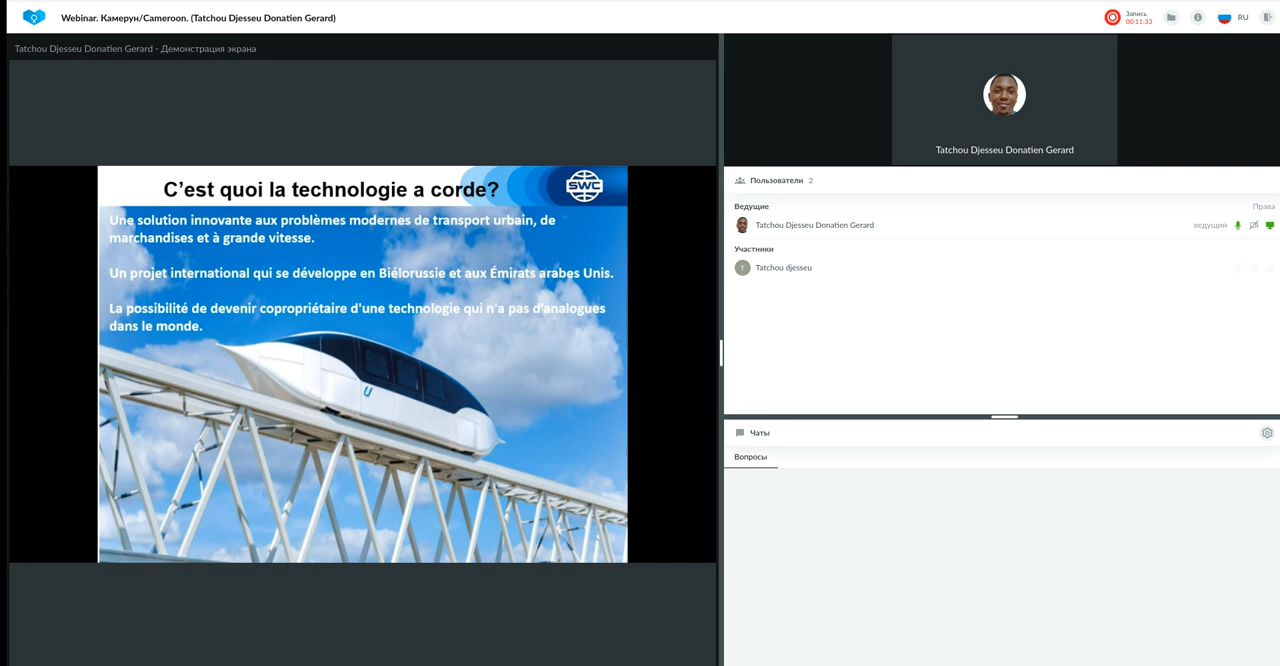 Webinar. Камерун/Cameroon. (Tatchou Djesseu Donatien Gerard)
Запись
00:11:33
RU
Tatchou Djesseu Donatien Gerard - Демонстрация экрана
C’est quoi la technologie a corde?
SWC
Une solution innovante aux problèmes modernes de transport urbain, de
marchandises et à grande vitesse.
Un projet international qui se développe en Biélorussie et aux Émirats arabes Unis.
La possibilité de devenir copropriétaire d'une technologie qui n'a pas d'analogues
dans le monde.
U
Tatchou Djesseu Donatien Gerard
Пользователи 2
Ведущие Права
Tatchou Djesseu Donatien Gerard ведущий
Участники
T Tatchou djesseu
Чаты
Вопросы